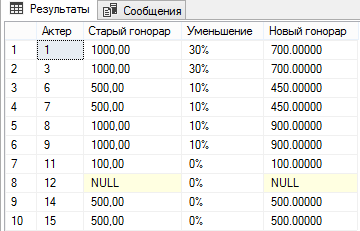 Результаты Сообщения
Актер Старый гонорар Уменьшение Новый гонорар
1 1 1000,00 30% 700.00000
2 3 1000,00 30% 700.00000
3 6 500,00 10% 450.00000
4 7 500,00 10% 450.00000
5 8 1000,00 10% 900.00000
6 9 1000,00 10% 900.00000
7 11 100,00 0% 100.00000
8 12 NULL 0% NULL
9 14 500,00 0% 500.00000
10 15 500,00 0% 500.00000